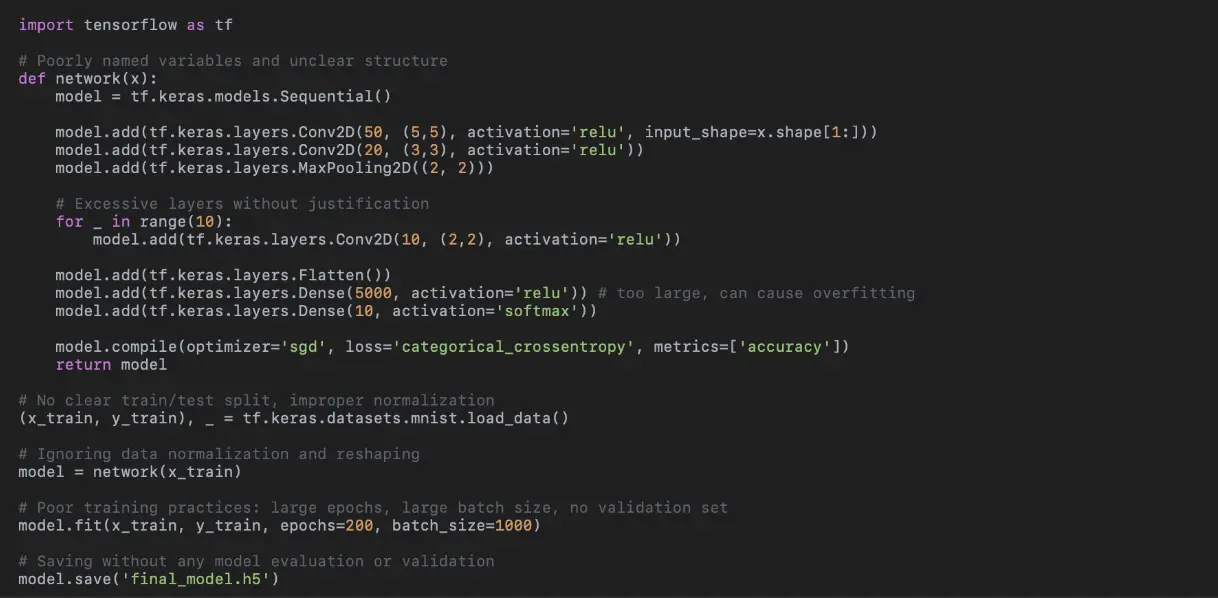 import tensorflow as tf
# Poorly named variables and unclear structure
def network(x):
    model = tf.keras.models.Sequential()
    model.add(tf.keras.layers.Conv2D(50, (5,5), activation='relu', input_shape=x.shape[1:]))
    model.add(tf.keras.layers.Conv2D(20, (3,3), activation='relu'))
    model.add(tf.keras.layers.MaxPooling2D((2, 2)))
    # Excessive layers without justification
    for _ in range(10):
        model.add(tf.keras.layers.Conv2D(10, (2,2), activation='relu'))
    model.add(tf.keras.layers.Flatten())
    model.add(tf.keras.layers.Dense(5000, activation='relu')) # too large, can cause overfitting
    model.add(tf.keras.layers.Dense(10, activation='softmax'))
    model.compile(optimizer='sgd', loss='categorical_crossentropy', metrics=['accuracy'])
    return model
# No clear train/test split, improper normalization
(x_train, y_train), _ = tf.keras.datasets.mnist.load_data()
# Ignoring data normalization and reshaping
model = network(x_train)
# Poor training practices: large epochs, large batch size, no validation set
model.fit(x_train, y_train, epochs=200, batch_size=1000)
# Saving without any model evaluation or validation
model.save('final_model.h5')